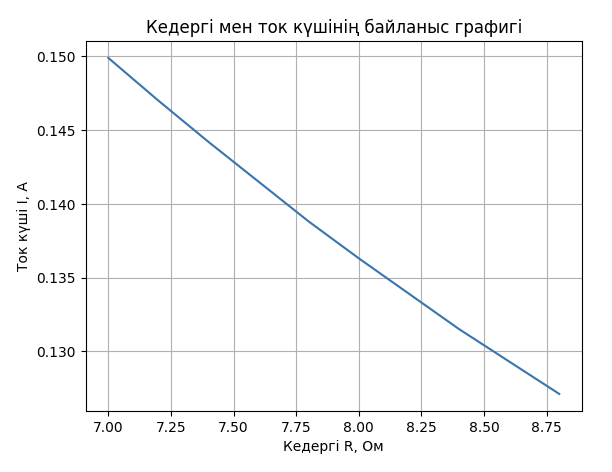 Кедергі мен ток күшінің байланыс графигі
0.150
0.145
0.140
0.135
0.130
Ток күші I, А
7.00 7.25 7.50 7.75 8.00 8.25 8.50 8.75
Кедергі R, Ом